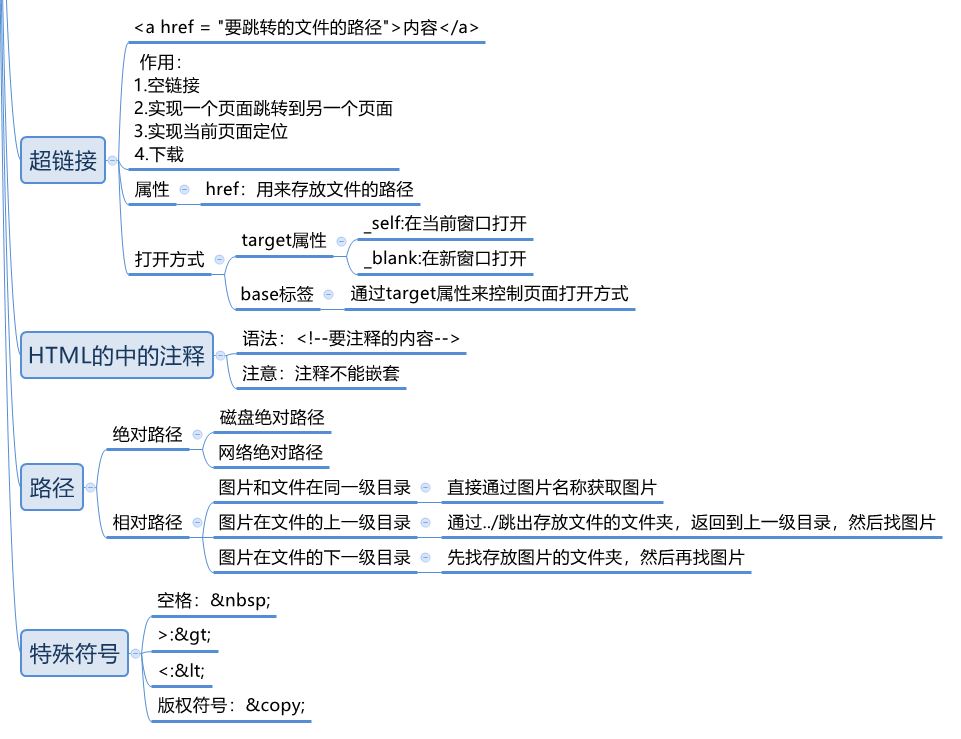 超链接
<a href = "要跳转的文件的路径">内容</a>
作用：
1.空链接
2.实现一个页面跳转到另一个页面
3.实现当前页面定位
4.下载
属性
href：用来存放文件的路径
打开方式
target属性
_self:在当前窗口打开
_blank:在新窗口打开
base标签
通过target属性来控制页面打开方式
HTML的中的注释
语法：<!--要注释的内容-->
注意：注释不能嵌套
路径
绝对路径
磁盘绝对路径
网络绝对路径
相对路径
图片和文件在同一级目录
直接通过图片名称获取图片
图片在文件的上一级目录
通过../跳出存放文件的文件夹，返回到上一级目录，然后找图片
图片在文件的下一级目录
先找存放图片的文件夹，然后再找图片
特殊符号
空格：&nbsp;
>:&gt;
<:&lt;
版权符号：&copy;